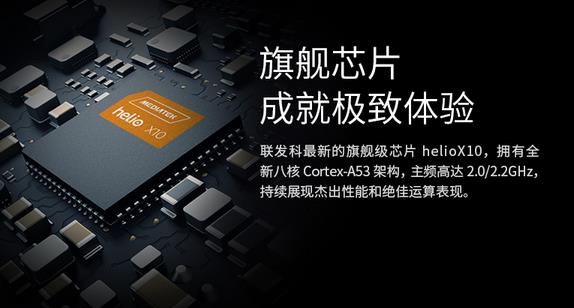 旗舰芯片
成就极致体验
联发科最新的旗舰级芯片 helioX10，拥有全
新八核 Cortex-A53 架构，主频高达 2.0/2.2GHz，
持续展现杰出性能和绝佳运算表现。
MEDIATEK
helio X10